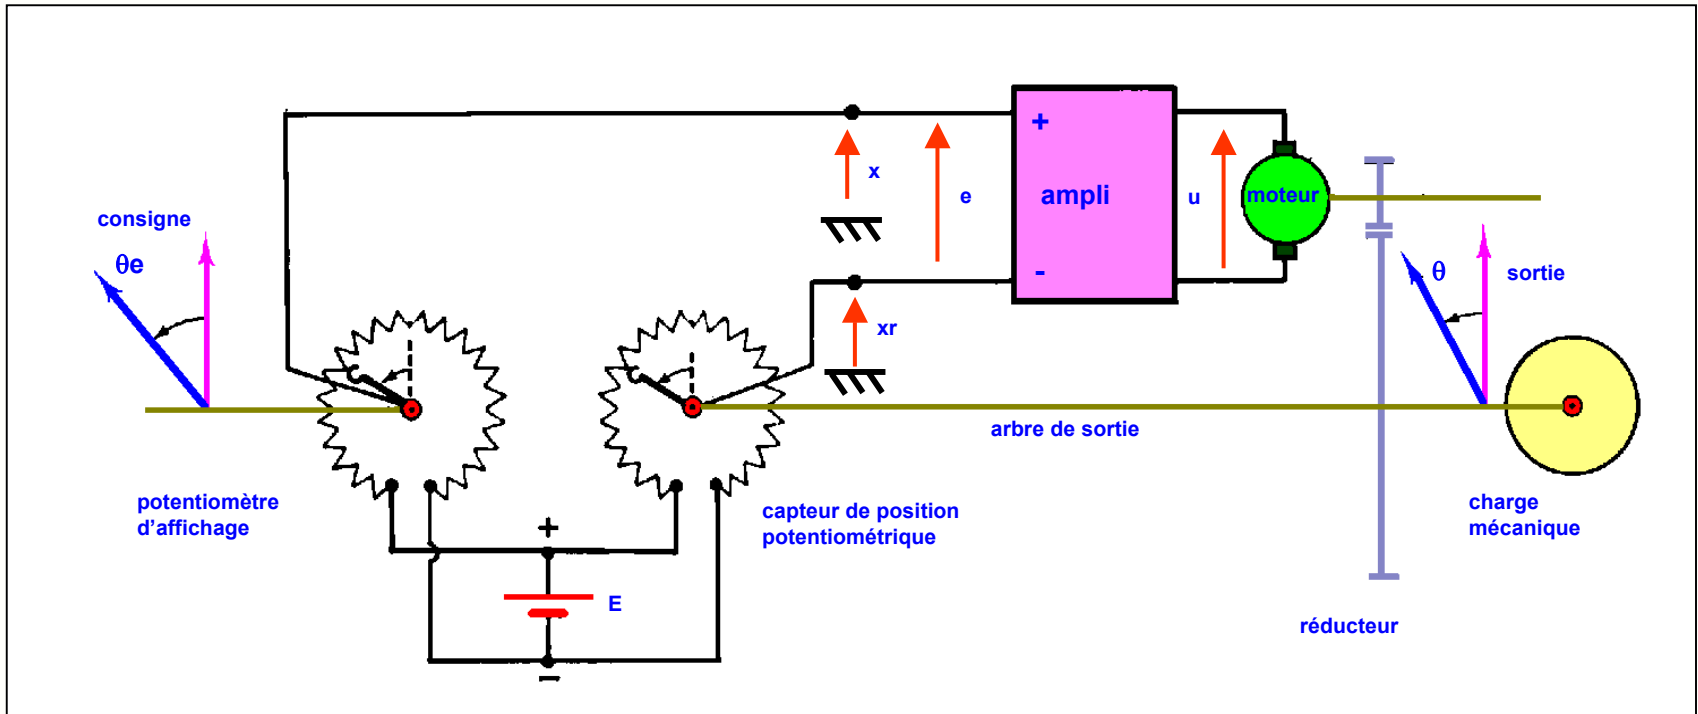 +
x
e
ampli
u
moteur
consigne
θe
-
θ
sortie
xr
arbre de sortie
potentiomètre
d'affichage
capteur de position
potentiométrique
charge
mécanique
+
E
réducteur
-